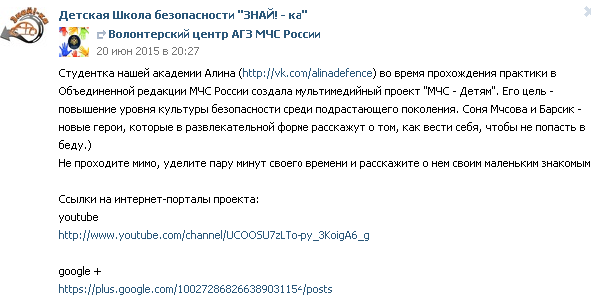 Детская Школа безопасности "ЗНАЙ! - ка"
Волонтерский центр АГЗ МЧС России
20 июн 2015 в 20:27
Студентка нашей академии Алина (http://vk.com/alinadefence) во время прохождения практики в
Объединенной редакции МЧС России создала мультимедийный проект "МЧС - Детям". Его цель -
повышение уровня культуры безопасности среди подрастающего поколения. Соня Мчсова и Барсик -
новые герои, которые в развлекательной форме расскажут о том, как вести себя, чтобы не попасть в
беду.)
Не проходите мимо, уделите пару минут своего времени и расскажите о нем своим маленьким знакомым
Ссылки на интернет-порталы проекта:
youtube
http://www.youtube.com/channel/UCOOSU7zLTo-py_3KoigA6_g
google +
https://plus.google.com/100272868266389031154/posts